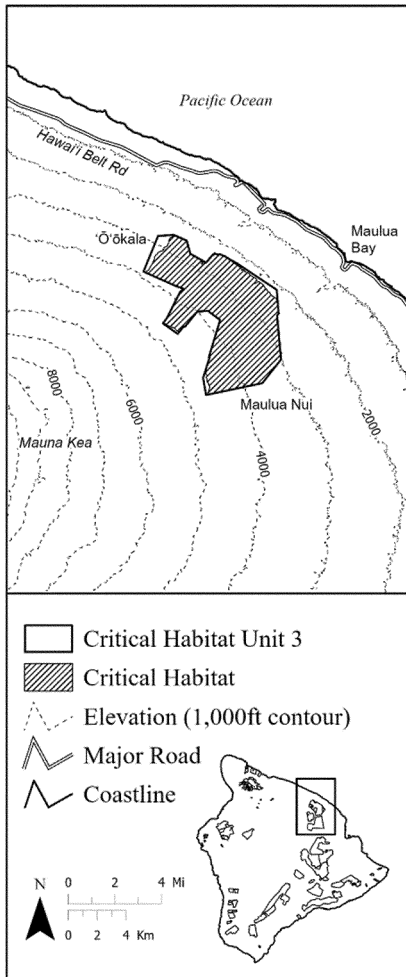 Pacific Ocean
Hawai‘i Belt Rd
Maulua
Bay
‘Ō‘ōkala
Maulua Nui
8000
6000
4000
2000
Mauna Kea
Critical Habitat Unit 3
Critical Habitat
Elevation (1,000ft contour)
Major Road
Coastline
N
0 2 4 Mi
0 2 4 Km